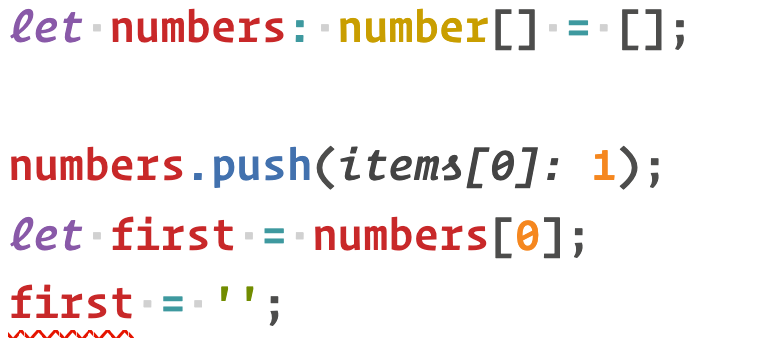 let numbers: number[] = [];
numbers.push(items[0]: 1);
let first = numbers[0];
first = '';